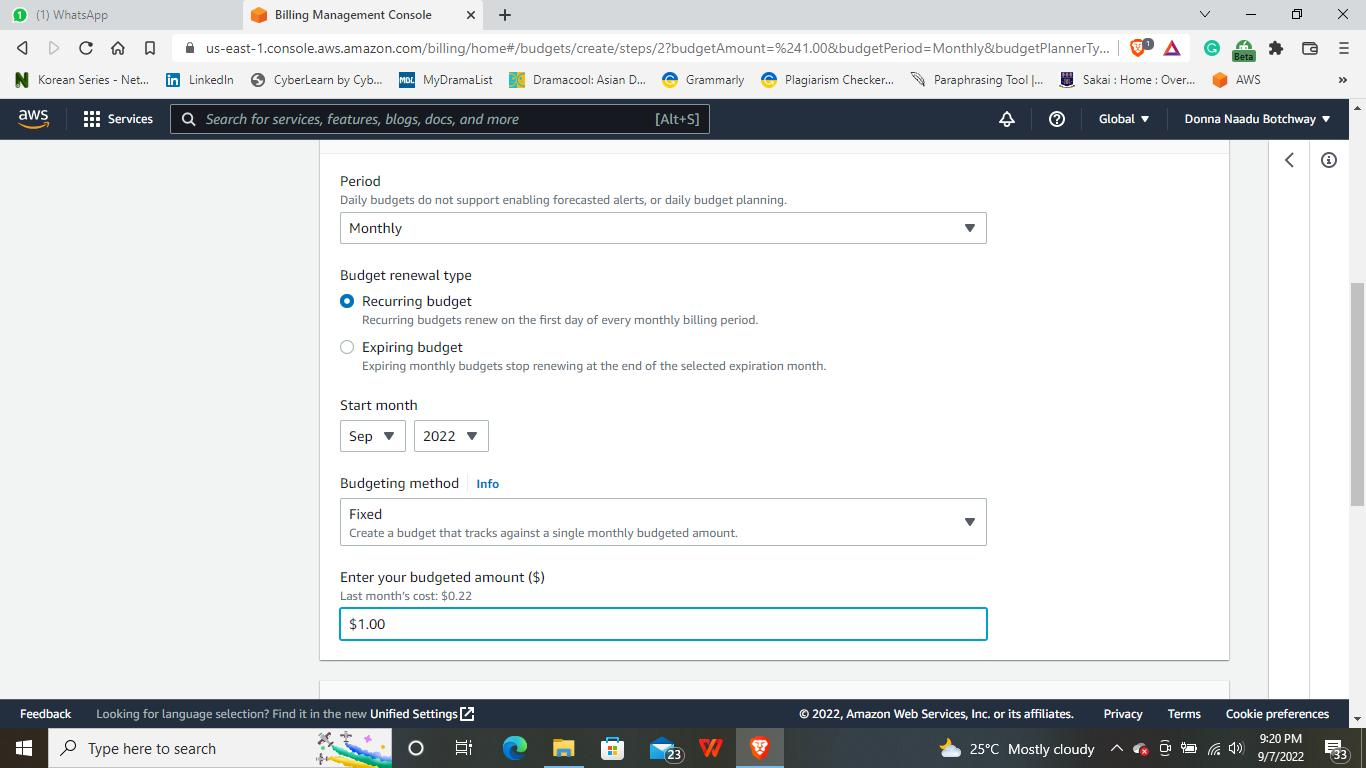 (1) WhatsApp
Billing Management Console
us-east-1.console.aws.amazon.com/billing/home#/budgets/create/steps/2?budgetAmount=%241.00&budgetPeriod=Monthly&budgetPlannerTy...
1
Beta
N Korean Series - Net...
in LinkedIn
CyberLearn by Cyb...
MDL MyDramaList
Dramacool: Asian D...
Grammarly
Plagiarism Checker...
Paraphrasing Tool |...
Sakai : Home : Over...
AWS
»
aws
Services
Search for services, features, blogs, docs, and more
[Alt+S]
Global
Donna Naadu Botchway
Period
Daily budgets do not support enabling forecasted alerts, or daily budget planning.
Monthly
Budget renewal type
Recurring budget
Recurring budgets renew on the first day of every monthly billing period.
Expiring budget
Expiring monthly budgets stop renewing at the end of the selected expiration month.
Start month
Sep
2022
Budgeting method
Info
Fixed
Create a budget that tracks against a single monthly budgeted amount.
Enter your budgeted amount ($)
Last month's cost: $0.22
$1.00
Feedback
Looking for language selection? Find it in the new Unified Settings
© 2022, Amazon Web Services, Inc. or its affiliates.
Privacy
Terms
Cookie preferences
Type here to search
23
25°C Mostly cloudy
9:20 PM
9/7/2022
33